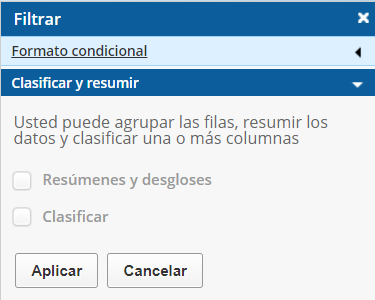 Filtrar
Formato condicional
Clasificar y resumir
Usted puede agrupar las filas, resumir los
datos y clasificar una o más columnas
Resúmenes y desgloses
Clasificar
Aplicar Cancelar